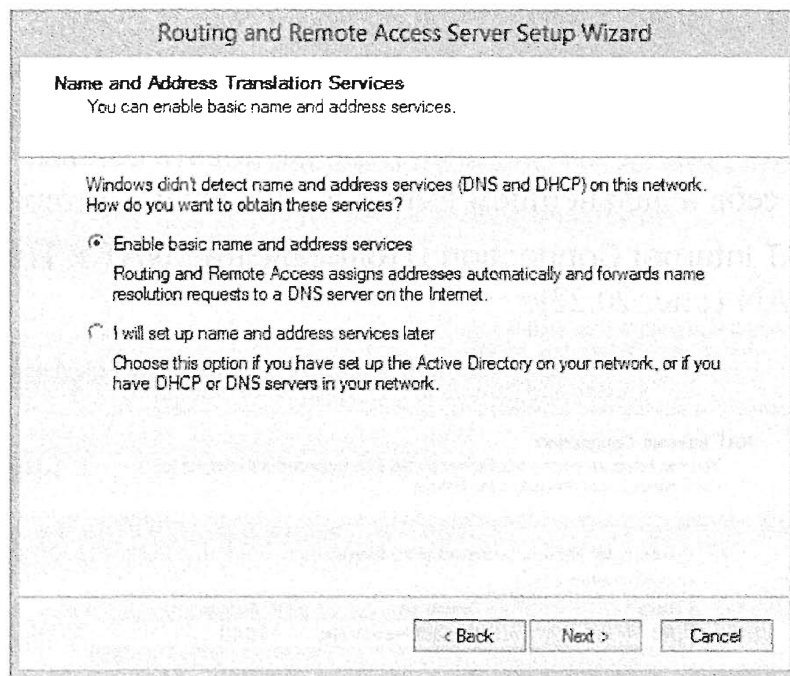 Routing and Remote Access Server Setup Wizard
Name and Address Translation Services
You can enable basic name and address services.
Windows didn't detect name and address services (DNS and DHCP) on this network.
How do you want to obtain these services?
Enable basic name and address services
Routing and Remote Access assigns addresses automatically and forwards name
resolution requests to a DNS server on the Internet.
I will set up name and address services later
Choose this option if you have set up the Active Directory on your network, or if you
have DHCP or DNS servers in your network.
< Back
Next >
Cancel